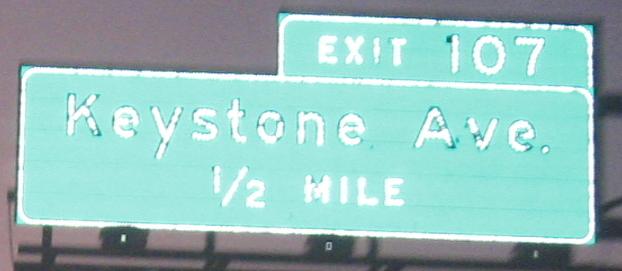 EXIT 107
Keystone Ave.
1/2 MILE